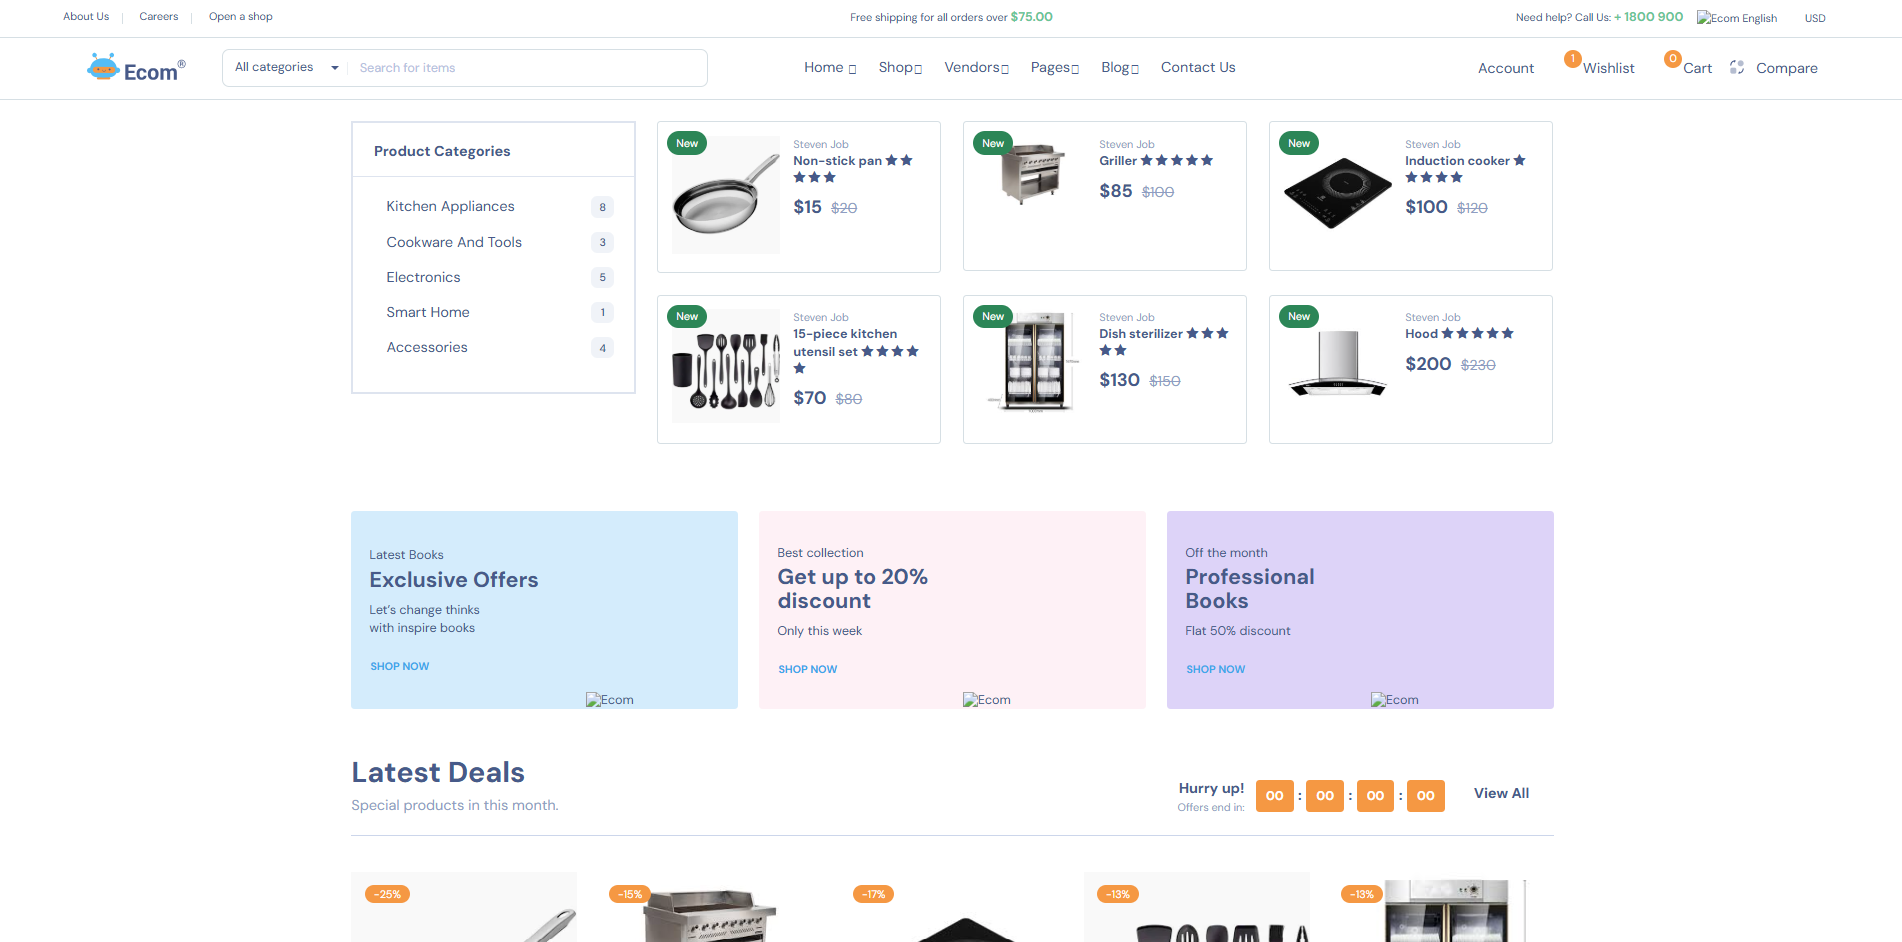 About Us
Careers
Open a shop
Free shipping for all orders over $75.00
Need help? Call Us: + 1800 900
Ecom English
USD
Ecom®
All categories
Search for items
Home
Shop
Vendors
Pages
Blog
Contact Us
Account
1
Wishlist
0
Cart
Compare
Product Categories
Kitchen Appliances 8
Cookware And Tools 3
Electronics 5
Smart Home 1
Accessories 4
New
Steven Job
Non-stick pan
$15 $20
New
Steven Job
Griller
$85 $100
New
Steven Job
Induction cooker
$100 $120
New
Steven Job
15-piece kitchen
utensil set
$70 $80
New
Steven Job
Dish sterilizer
$130 $150
New
Steven Job
Hood
$200 $230
Latest Books
Exclusive Offers
Let's change thinks
with inspire books
SHOP NOW
Ecom
Best collection
Get up to 20%
discount
Only this week
SHOP NOW
Ecom
Off the month
Professional
Books
Flat 50% discount
SHOP NOW
Ecom
Latest Deals
Special products in this month.
Hurry up!
Offers end in:
00 : 00 : 00 : 00
View All
-25%
-15%
-17%
-13%
-13%